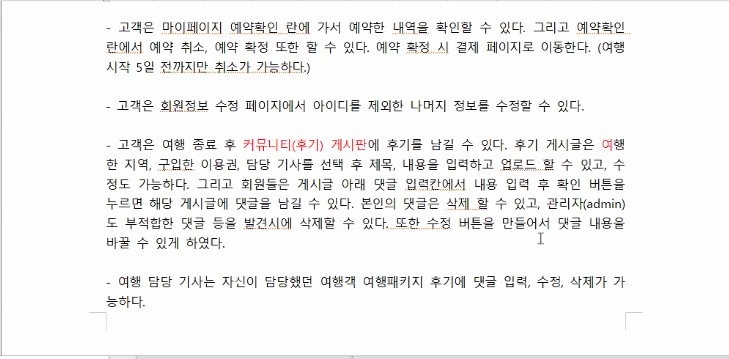 - 고객은 마이페이지 예약확인 란에 가서 예약한 내역을 확인할 수 있다. 그리고 예약확인
란에서 예약 취소, 예약 확정 또한 할 수 있다. 예약 확정 시 결제 페이지로 이동한다. (여행
시작 5일 전까지만 취소가 가능하다.)
- 고객은 회원정보 수정 페이지에서 아이디를 제외한 나머지 정보를 수정할 수 있다.
- 고객은 여행 종료 후 커뮤니티(후기) 게시판에 후기를 남길 수 있다. 후기 게시글은 여행
한 지역, 구입한 이용권, 담당 기사를 선택 후 제목, 내용을 입력하고 업로드 할 수 있고, 수
정도 가능하다. 그리고 회원들은 게시글 아래 댓글 입력칸에서 내용 입력 후 확인 버튼을
누르면 해당 게시글에 댓글을 남길 수 있다. 본인의 댓글은 삭제 할 수 있고, 관리자(admin)
도 부적합한 댓글 등을 발견시에 삭제할 수 있다. 또한 수정 버튼을 만들어서 댓글 내용을
바꿀 수 있게 하였다.
- 여행 담당 기사는 자신이 담당했던 여행객 여행패키지 후기에 댓글 입력, 수정, 삭제가 가
능하다.